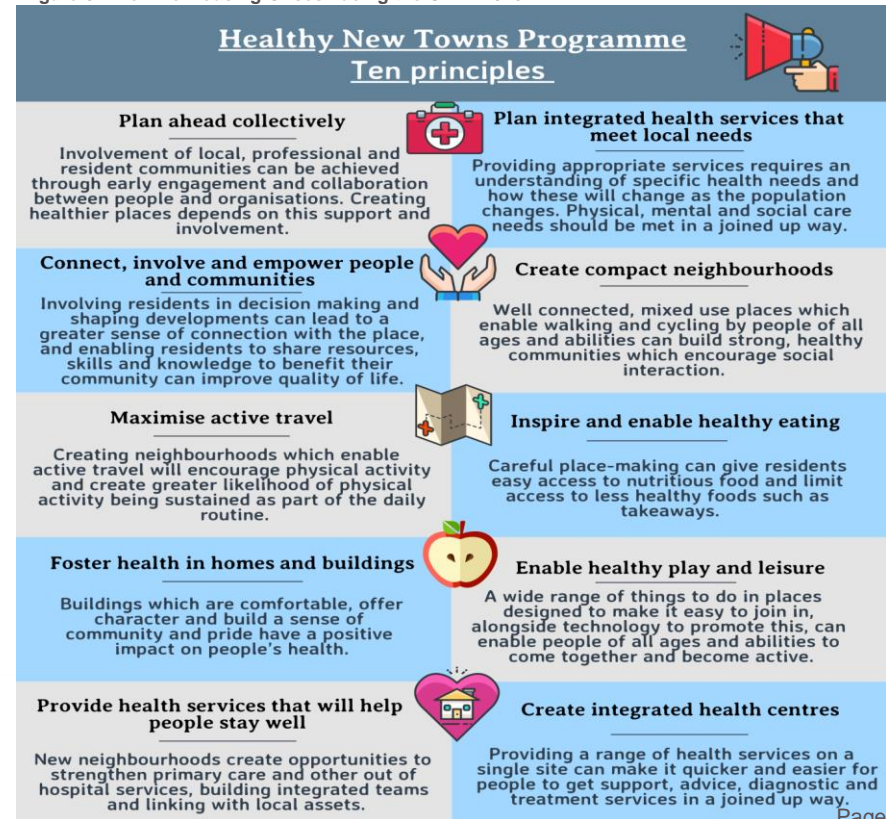 Healthy New Towns Programme
Ten principles
Plan ahead collectively
Involvement of local, professional and
resident communities can be achieved
through early engagement and collaboration
between people and organisations. Creating
healthier places depends on this support and
involvement.
Plan integrated health services that
meet local needs
Providing appropriate services requires an
understanding of specific health needs and
how these will change as the population
changes. Physical, mental and social care
needs should be met in a joined up way.
Connect, involve and empower people
and communities
Involving residents in decision making and
shaping developments can lead to a
greater sense of connection with the place,
and enabling residents to share resources,
skills and knowledge to benefit their
community can improve quality of life.
Create compact neighbourhoods
Well connected, mixed use places which
enable walking and cycling by people of all
ages and abilities can build strong, healthy
communities which encourage social
interaction.
Maximise active travel
Creating neighbourhoods which enable
active travel will encourage physical activity
and create greater likelihood of physical
activity being sustained as part of the daily
routine.
Inspire and enable healthy eating
Careful place-making can give residents
easy access to nutritious food and limit
access to less healthy foods such as
takeaways.
Foster health in homes and buildings
Buildings which are comfortable, offer
character and build a sense of
community and pride have a positive
impact on people's health.
Enable healthy play and leisure
A wide range of things to do in places
designed to make it easy to join in,
alongside technology to promote this, can
enable people of all ages and abilities to
come together and become active.
Provide health services that will help
people stay well
New neighbourhoods create opportunities to
strengthen primary care and other out of
hospital services, building integrated teams
and linking with local assets.
Create integrated health centres
Providing a range of health services on a
single site can make it quicker and easier for
people to get support, advice, diagnostic and
treatment services in a joined up way.
Page